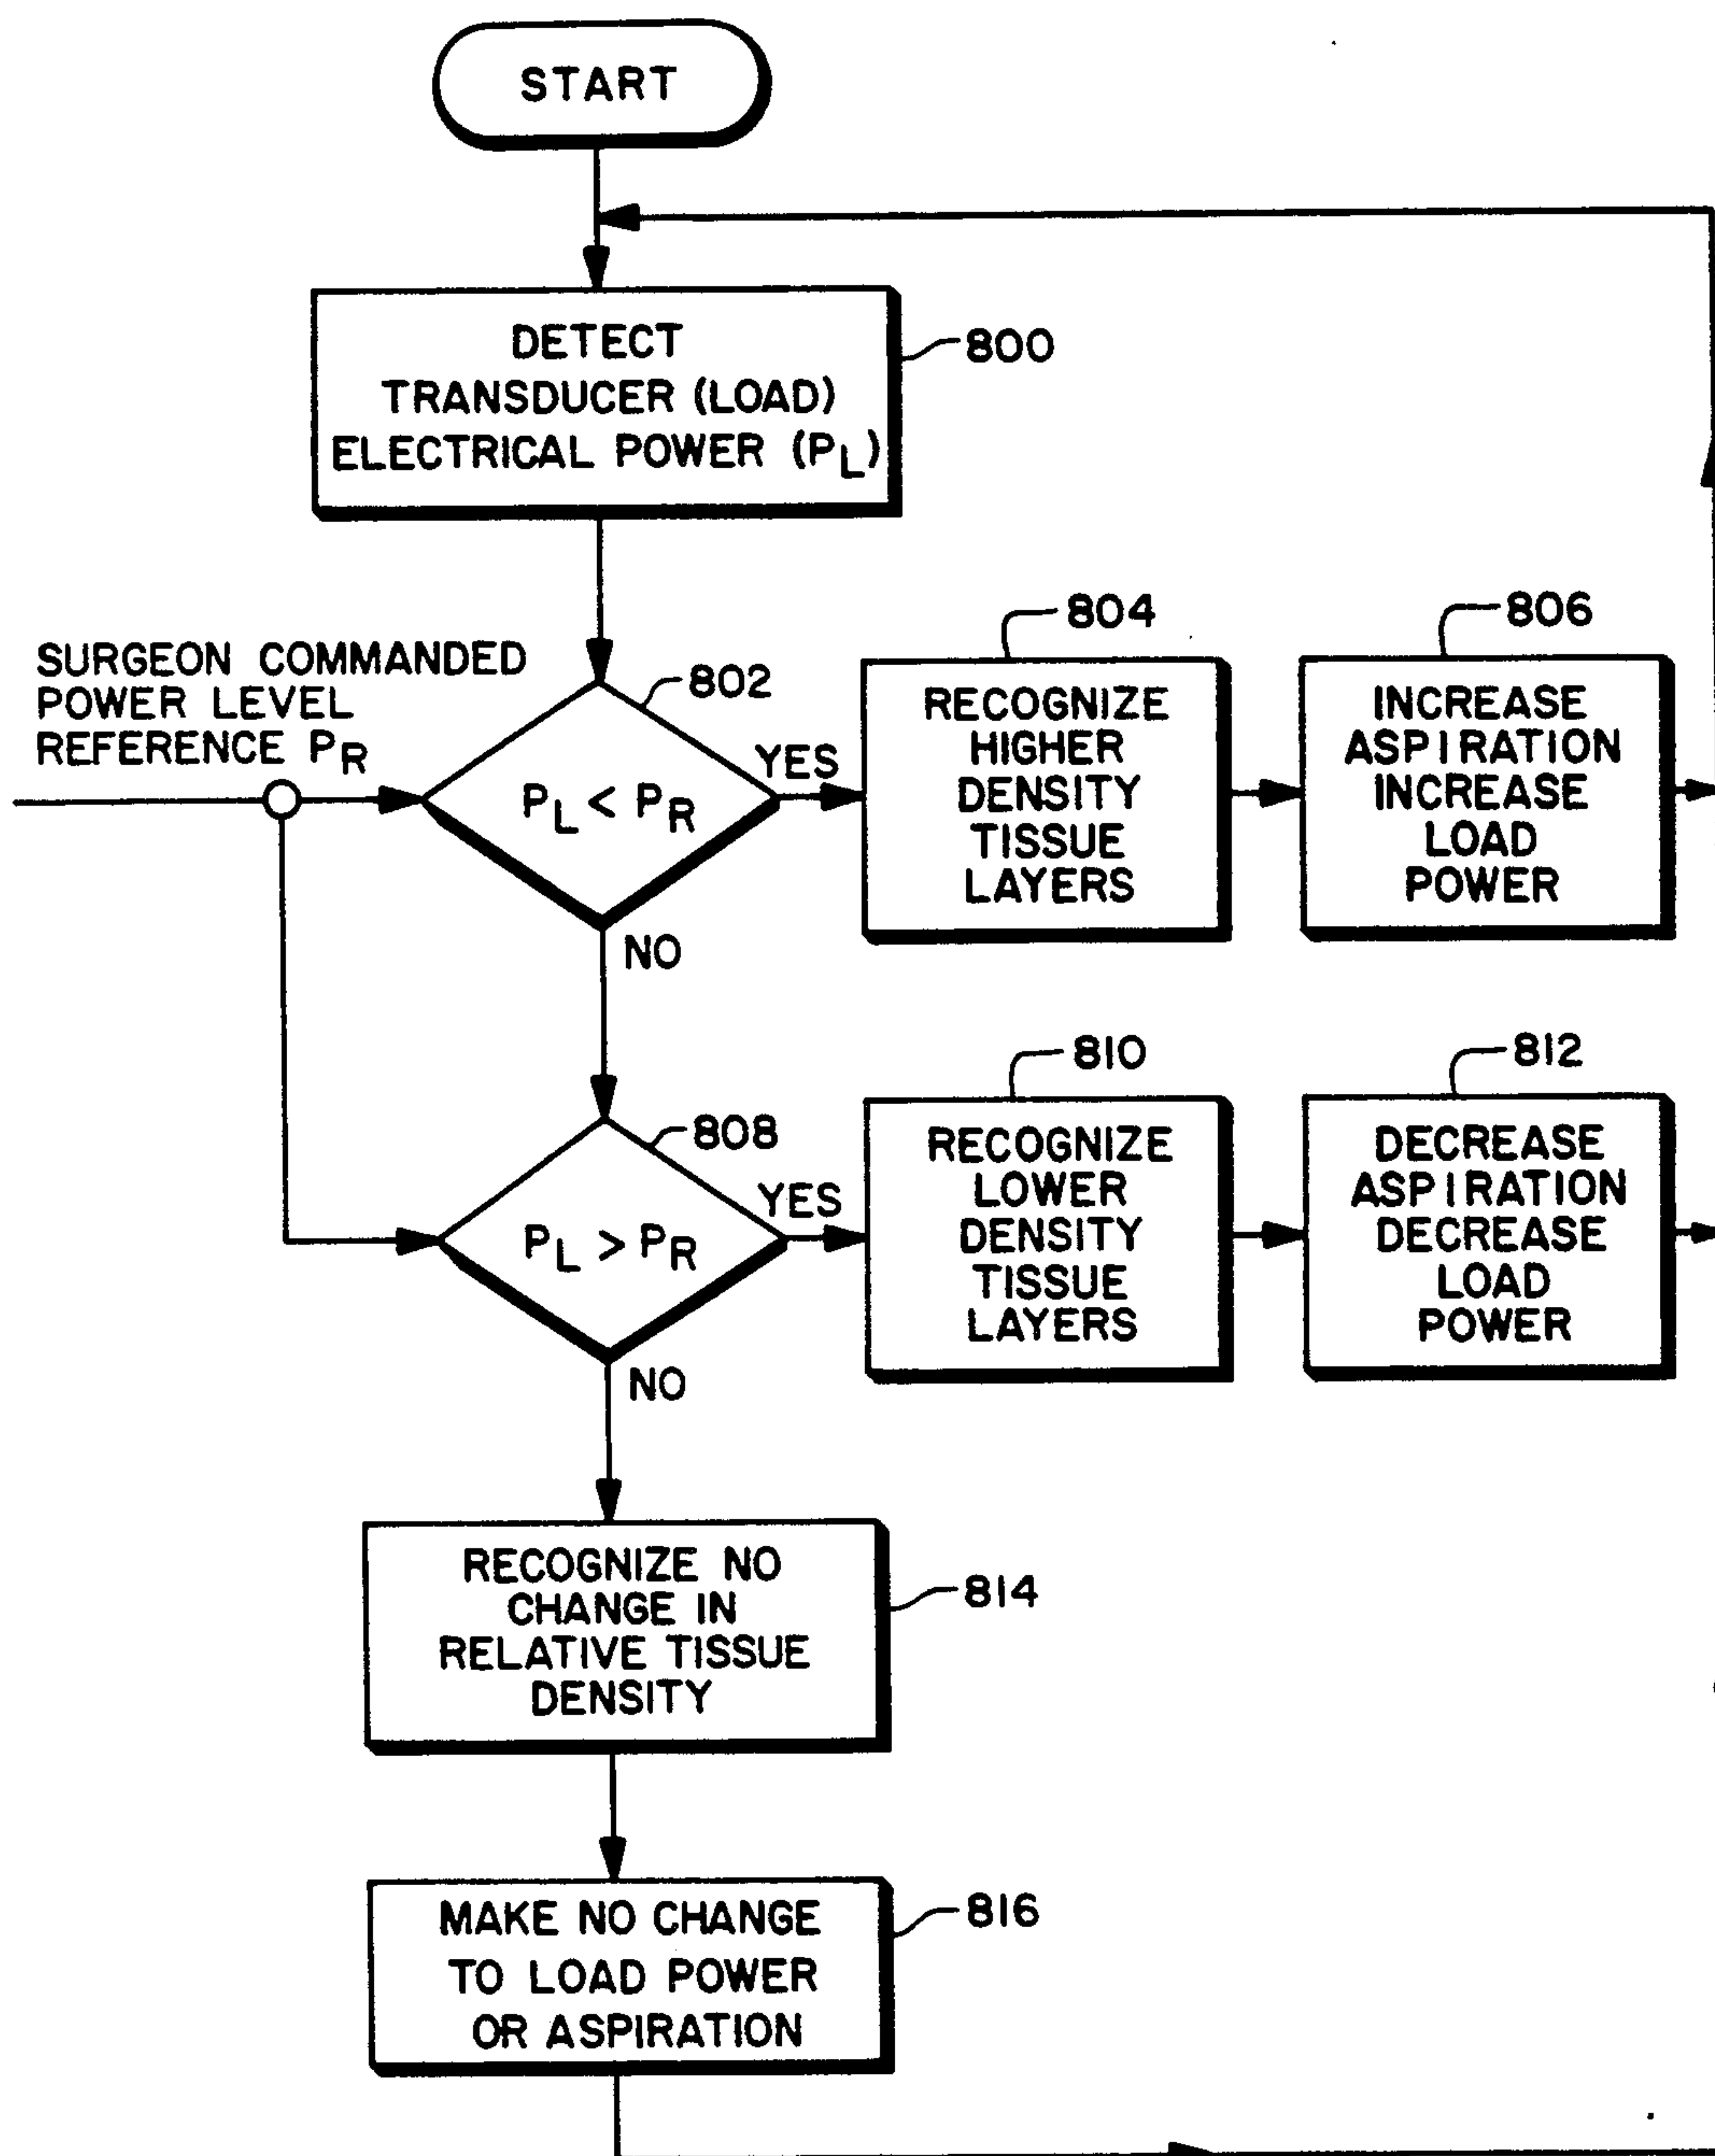 START
DETECT
TRANSDUCER (LOAD)
ELECTRICAL POWER (PL)
800
SURGEON COMMANDED
POWER LEVEL
REFERENCE PR
802
PL < PR
YES
NO
804
RECOGNIZE
HIGHER
DENSITY
TISSUE
LAYERS
806
INCREASE
ASPIRATION
INCREASE
LOAD
POWER
808
PL > PR
YES
NO
810
RECOGNIZE
LOWER
DENSITY
TISSUE
LAYERS
812
DECREASE
ASPIRATION
DECREASE
LOAD
POWER
RECOGNIZE NO
CHANGE IN
RELATIVE TISSUE
DENSITY
814
MAKE NO CHANGE
TO LOAD POWER
OR ASPIRATION
816